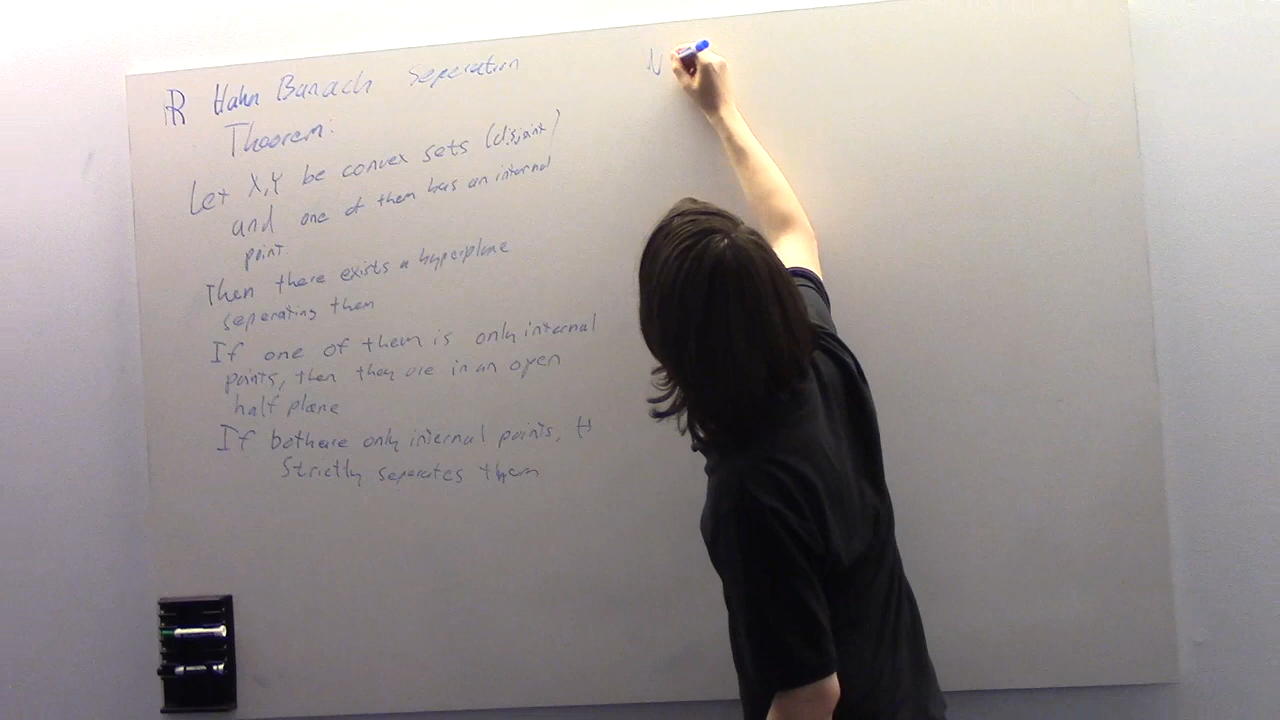 ℝ Hahn Banach Seperation
Theorem:
Let X,Y be convex sets (disjoint)
and one of them has an internal
point.
Then there exists a hyperplane
seperating them
If one of them is only internal
points, then they are in an open
half plane
If both are only internal points, H
Strictly seperates them
N